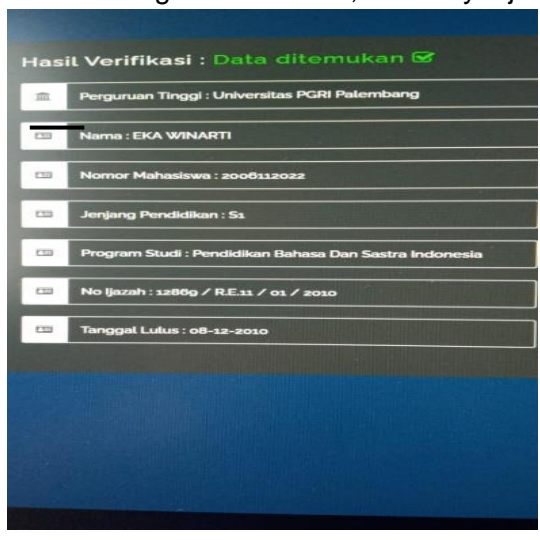 Hasil Verifikasi : Data ditemukan
Perguruan Tinggi : Universitas PGRI Palembang
Nama : EKA WINARTI
Nomor Mahasiswa : 2006112022
Jenjang Pendidikan : S1
Program Studi : Pendidikan Bahasa Dan Sastra Indonesia
No Ijazah : 12869 / R.E.11 / 01 / 2010
Tanggal Lulus : 08-12-2010